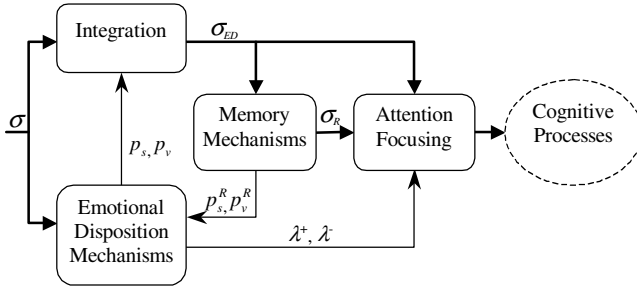 Integration
σ_ED
σ
Memory
Mechanisms
σ_R
Attention
Focusing
Cognitive
Processes
p_s, p_v
p_s^R, p_v^R
Emotional
Disposition
Mechanisms
λ⁺, λ⁻